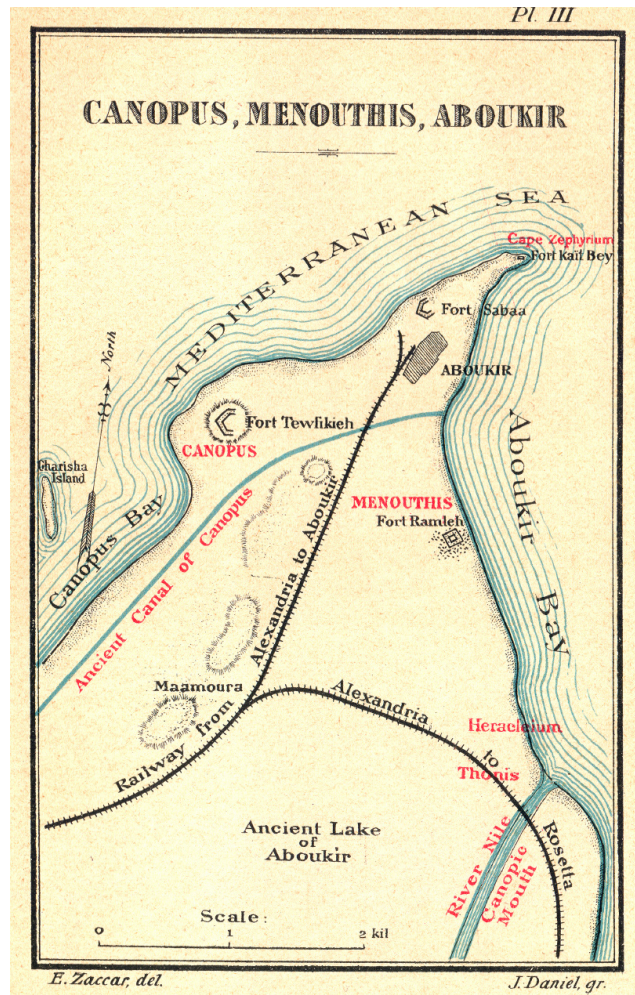 Pl. III
CANOPUS, MENOUTHIS, ABOUKIR
MEDITERRANEAN SEA
Cape Zephyrium
Fort Kaït Bey
Fort Sabaa
ABOUKIR
North
Fort Tewfikieh
CANOPUS
Gharisha
Island
Canopus Bay
Ancient Canal of Canopus
MENOUTHIS
Fort Ramleh
Aboukir Bay
Maamoura
Railway from Alexandria to Aboukir
Alexandria to Rosetta
Heracleium
Thonis
River Nile
Canopic
Mouth
Ancient Lake
of
Aboukir
Scale:
0 1 2 kil
E. Zaccar, del.
J. Daniel, gr.